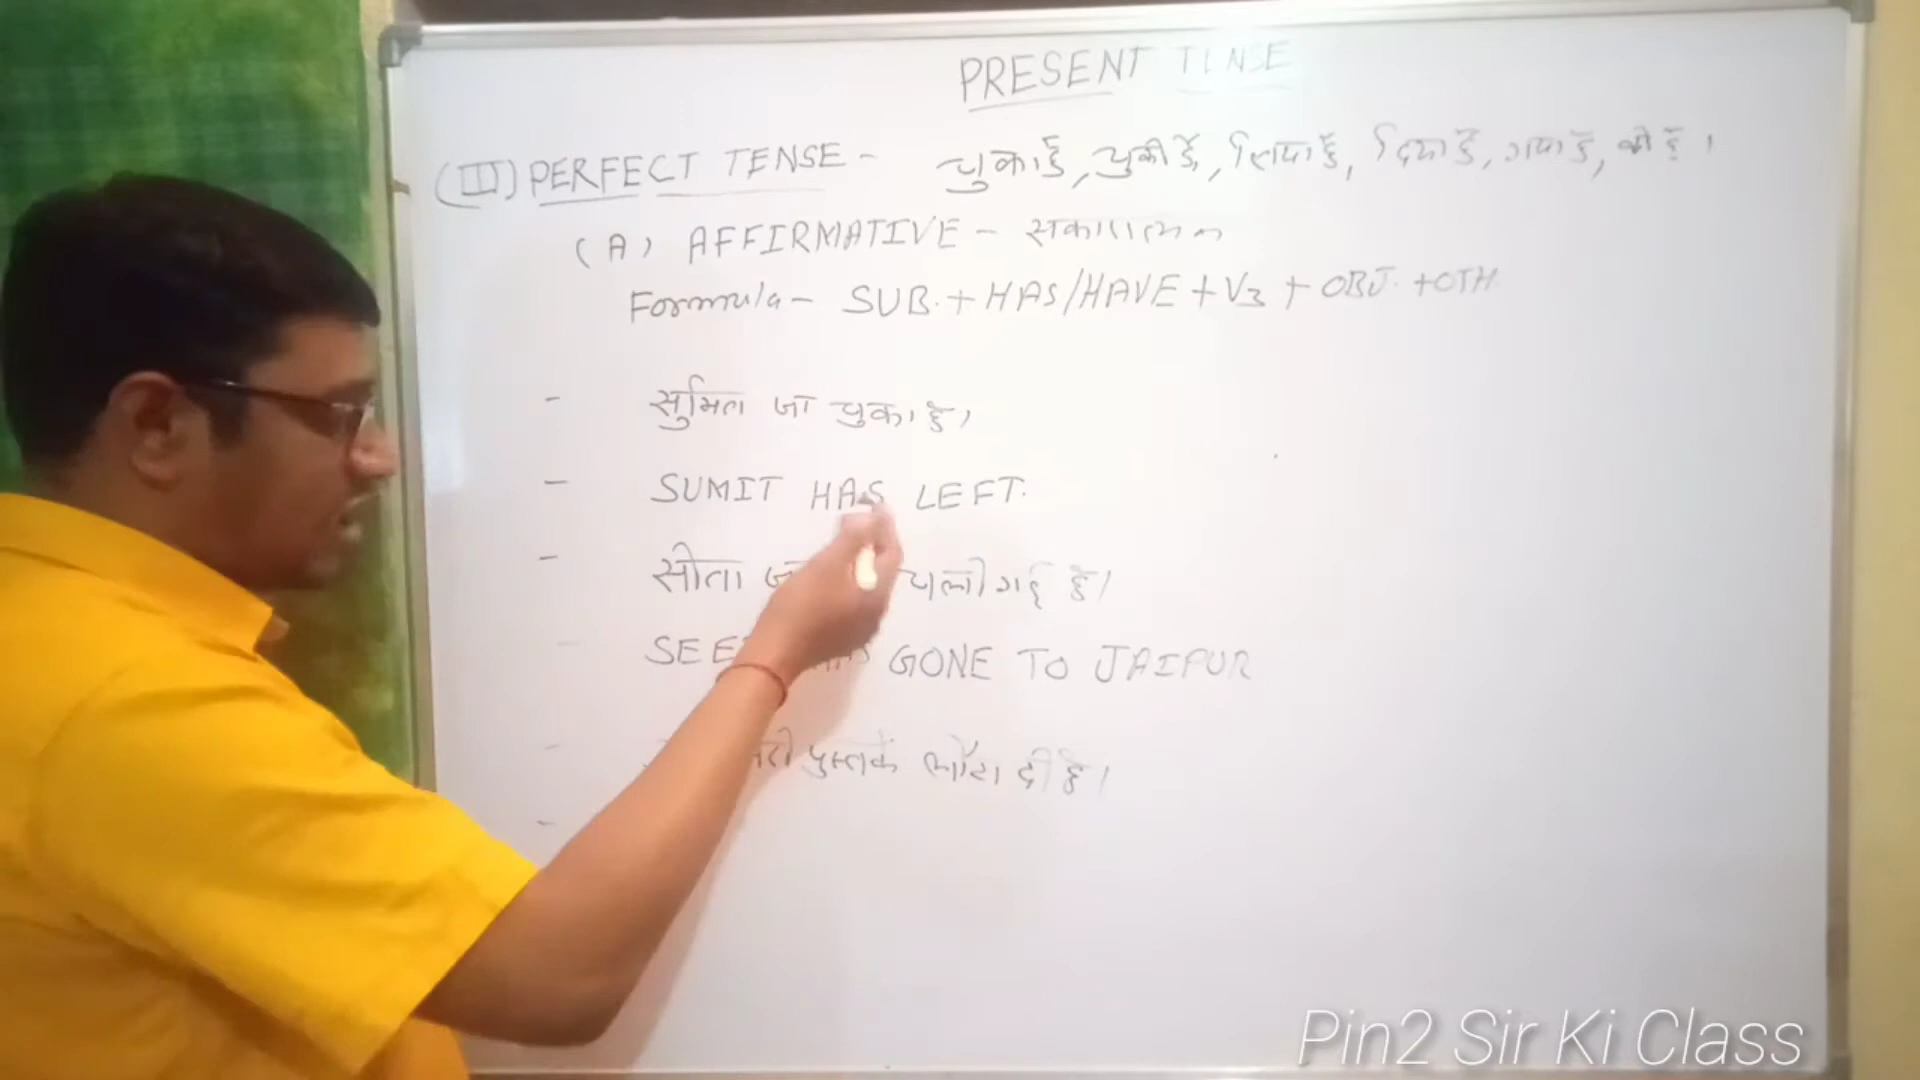 PRESENT TENSE
(III) PERFECT TENSE - चुका है, चुकी है, लिया है, दिया है, गया है, की है।
(A) AFFIRMATIVE - सकारात्मक
Formula - SUB. + HAS/HAVE + V3 + OBJ. + OTH.
- सुमित जा चुका है।
- SUMIT HAS LEFT.
- सीता चली गई है।
- GONE TO JAIPUR
- पुस्तकें लौटा दी है।
-
Pin2 Sir Ki Class